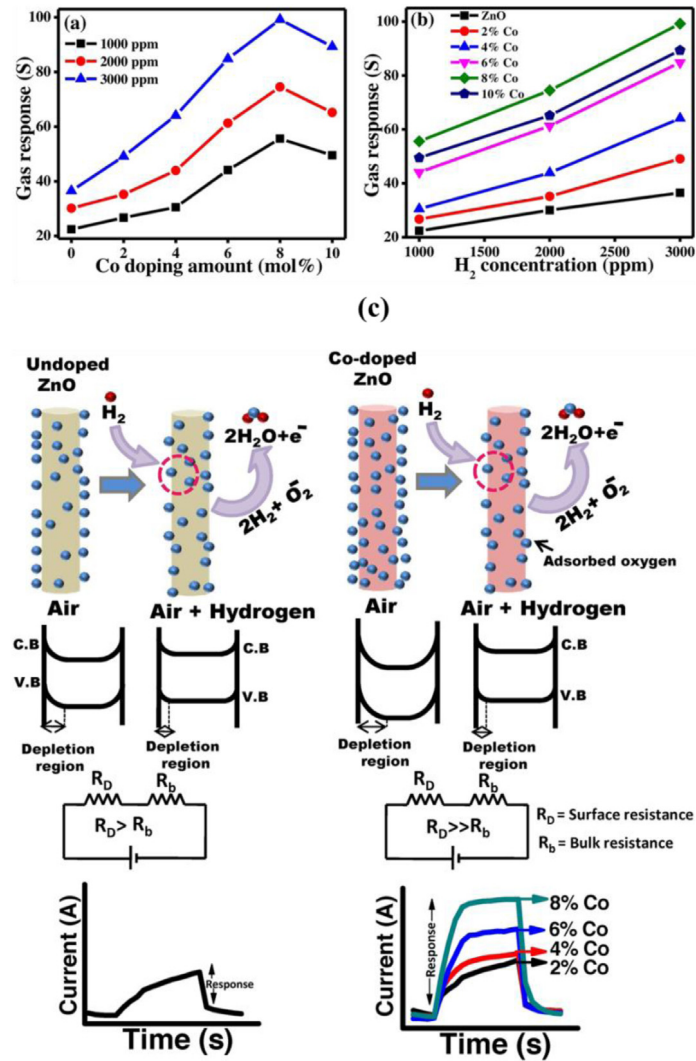 (a)
1000 ppm
2000 ppm
3000 ppm
100
80
60
40
20
Gas response (S)
0 2 4 6 8 10
Co doping amount (mol%)
(b)
ZnO
2% Co
4% Co
6% Co
8% Co
10% Co
100
80
60
40
20
Gas response (S)
1000 1500 2000 2500 3000
H2 concentration (ppm)
(c)
Undoped
ZnO
H2
2H2O+e-
2H2+ O2-
Air
Air + Hydrogen
Co-doped
ZnO
H2
2H2O+e-
2H2+ O2-
Adsorbed oxygen
Air
Air + Hydrogen
C.B
V.B
C.B
V.B
Depletion
region
Depletion
region
C.B
V.B
Depletion
region
Depletion
region
RD Rb
RD> Rb
RD Rb
RD>>Rb
RD = Surface resistance
Rb = Bulk resistance
Current (A)
Response
Time (s)
Current (A)
Response
8% Co
6% Co
4% Co
2% Co
Time (s)